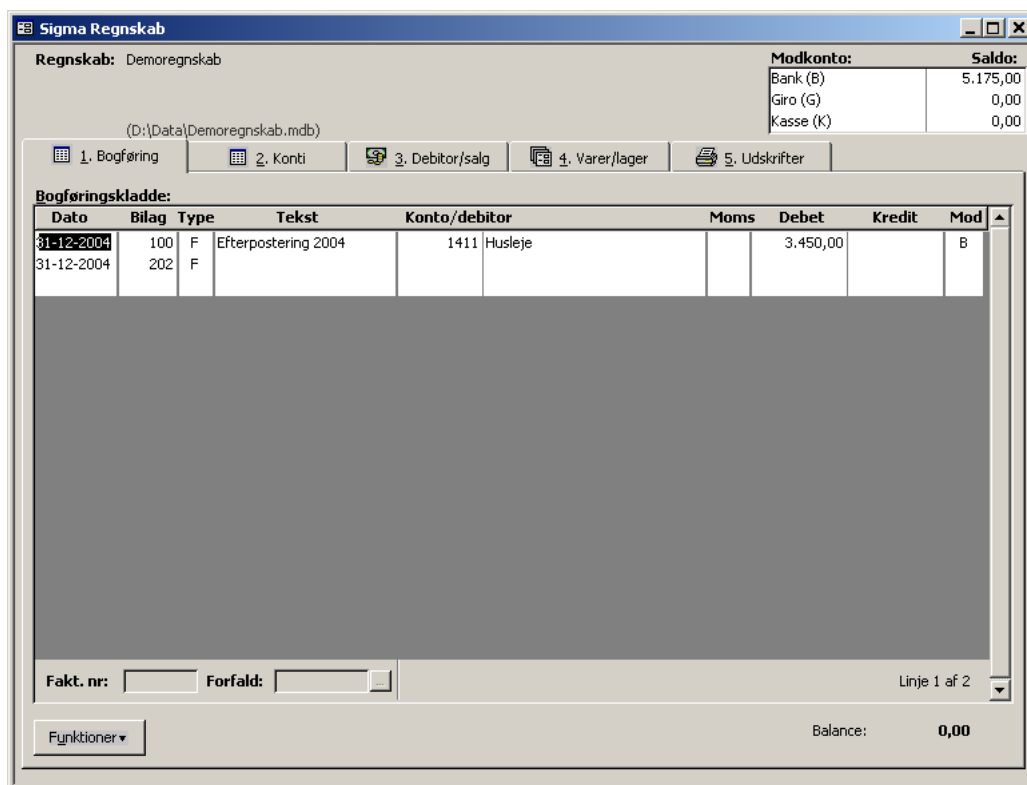 Sigma Regnskab
Regnskab: Demoregnskab
Modkonto: Saldo:
Bank (B) 5.175,00
Giro (G) 0,00
Kasse (K) 0,00
(D:\Data\Demoregnskab.mdb)
1. Bogføring 2. Konti 3. Debitor/salg 4. Varer/lager 5. Udskrifter
Bogføringskladde:
Dato Bilag Type Tekst Konto/debitor Moms Debet Kredit Mod
31-12-2004 100 F Efterpostering 2004 1411 Husleje 3.450,00 B
31-12-2004 202 F
Fakt. nr: Forfald: ... Linje 1 af 2
Funktioner Balance: 0,00